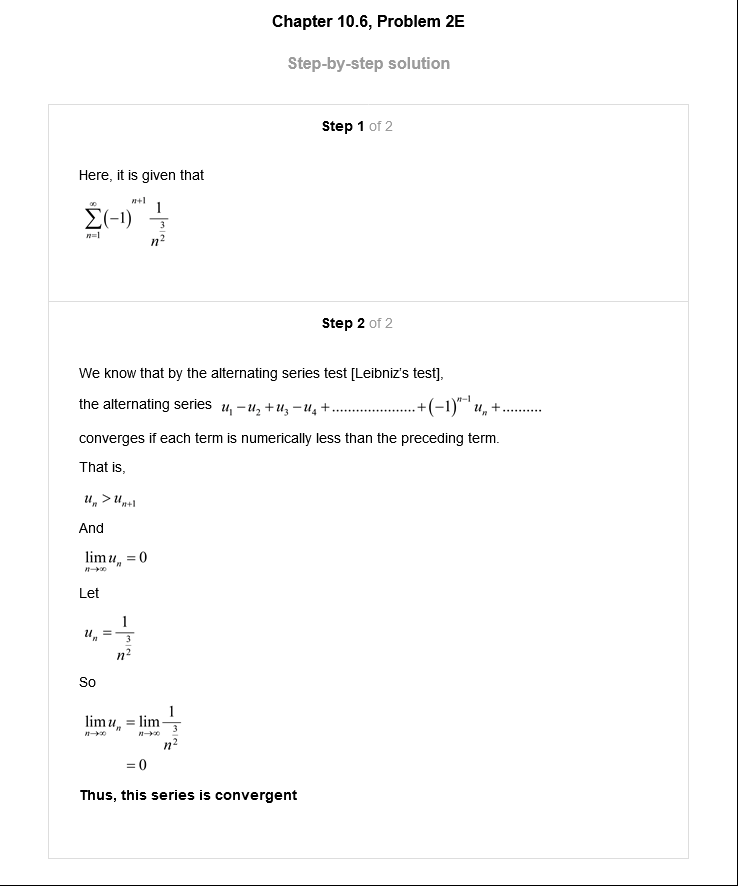 Chapter 10.6, Problem 2E
Step-by-step solution
Step 1 of 2
Here, it is given that
$\sum_{n=1}^{\infty}(-1)^{n+1}\frac{1}{n^{\frac{3}{2}}}$
Step 2 of 2
We know that by the alternating series test [Leibniz's test],
the alternating series $u_1-u_2+u_3-u_4+.....................+(-1)^{n-1}u_n+..........$
converges if each term is numerically less than the preceding term.
That is,
$u_n>u_{n+1}$
And
$\lim_{n\to\infty}u_n=0$
Let
$u_n=\frac{1}{n^{\frac{3}{2}}}$
So
$\lim_{n\to\infty}u_n=\lim_{n\to\infty}\frac{1}{n^{\frac{3}{2}}}$
$=0$
Thus, this series is convergent